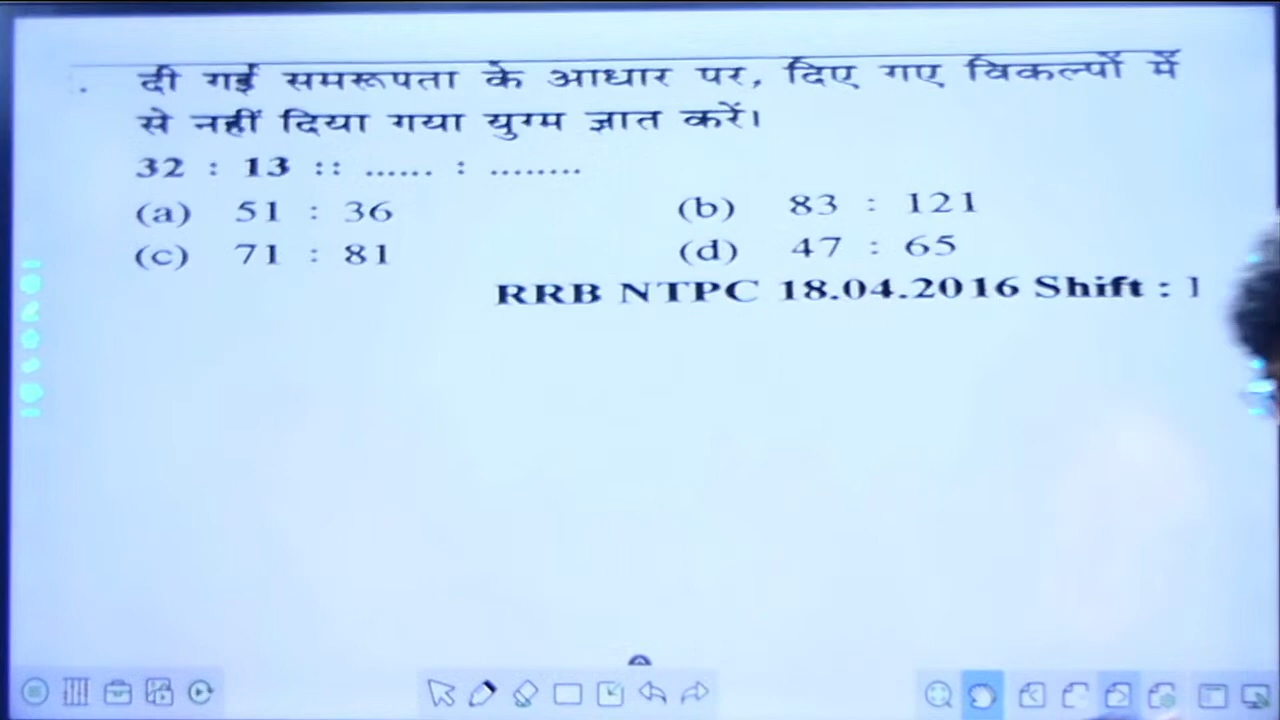 . दी गई समरूपता के आधार पर, दिए गए विकल्पों में
से नहीं दिया गया युग्म ज्ञात करें।
32 : 13 :: ...... : ........
(a) 51 : 36 (b) 83 : 121
(c) 71 : 81 (d) 47 : 65
RRB NTPC 18.04.2016 Shift : I